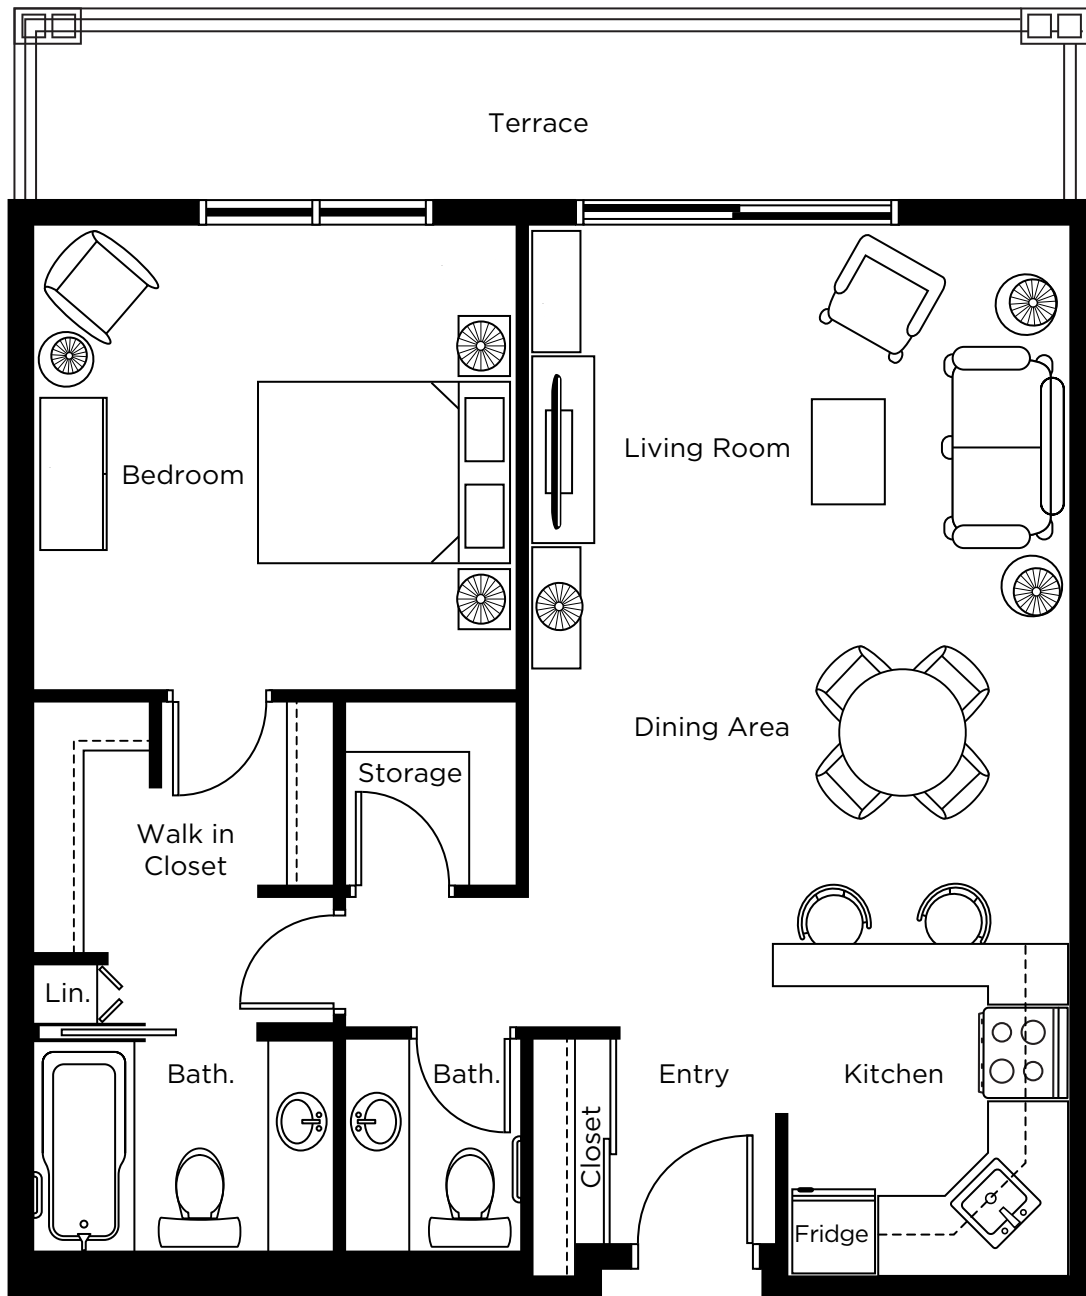 Terrace
Living Room
Bedroom
Dining Area
Storage
Walk in
Closet
Lin.
Bath.
Bath.
Entry
Kitchen
Closet
Fridge